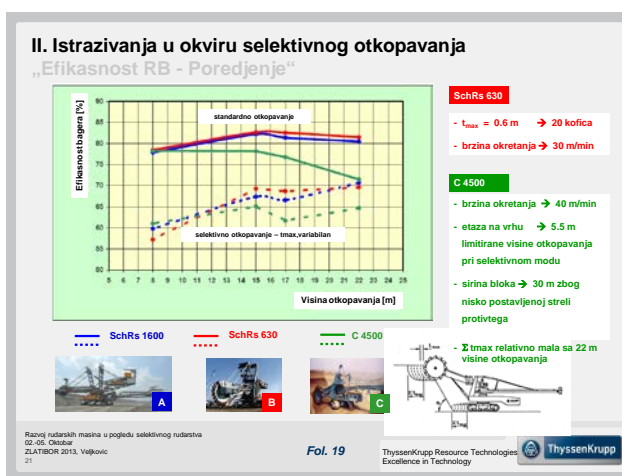 II. Istrazivanja u okviru selektivnog otkopavanja
„Efikasnost RB - Poredjenje“
Efikasnost bagera [%]
90
85
80
75
70
65
60
55
50
standardno otkopavanje
selektivno otkopavanje – tmax,variabilan
5 6 7 8 9 10 11 12 13 14 15 16 17 18 19 20 21 22 23 24 25
Visina otkopavanja [m]
SchRs 1600
SchRs 630
C 4500
A
B
C
SchRs 630
- tmax = 0.6 m → 20 kofica
- brzina okretanja → 30 m/min
C 4500
- brzina okretanja → 40 m/min
- etaza na vrhu → 5.5 m
limitirane visine otkopavanja
pri selektivnom modu
- sirina bloka → 30 m zbog
nisko postavljenoj streli
protivtega
- Σ tmax relativno mala sa 22 m
visine otkopavanja
Razvoj rudarskih masina u pogledu selektivnog rudarstva
02.-05. Oktobar
ZLATIBOR 2013, Veljkovic
21
Fol. 19
ThyssenKrupp Resource Technologies
Excellence in Technology
ThyssenKrupp